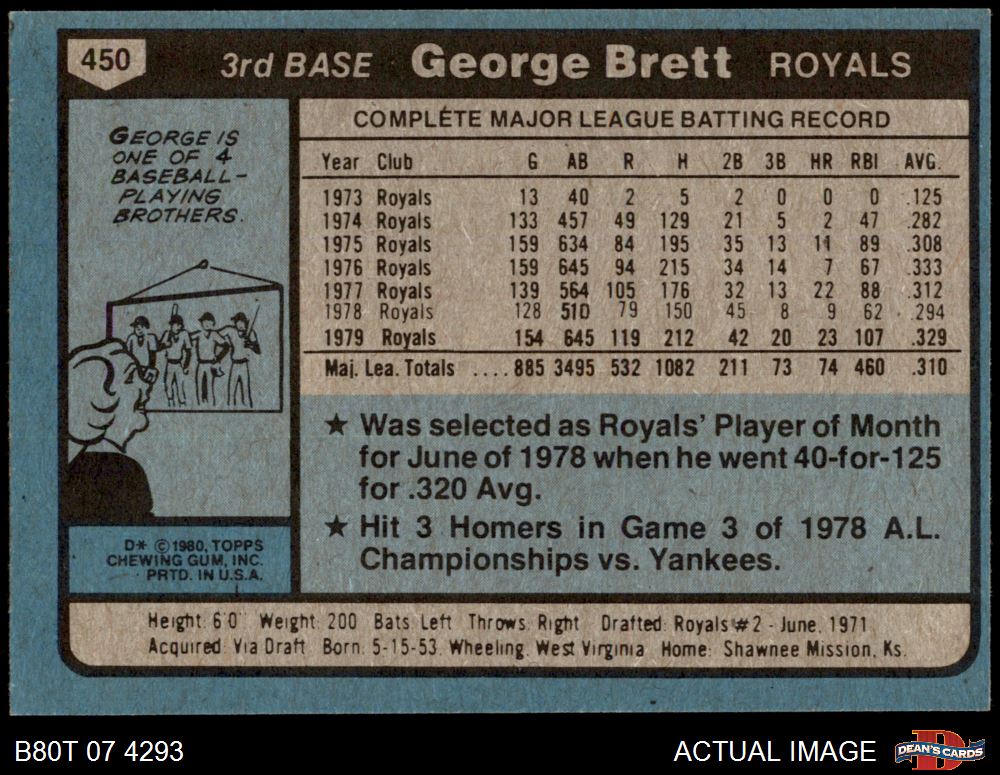 450
3rd BASE George Brett ROYALS
GEORGE IS
ONE OF 4
BASEBALL-
PLAYING
BROTHERS.
COMPLETE MAJOR LEAGUE BATTING RECORD
Year Club G AB R H 2B 3B HR RBI AVG.
1973 Royals 13 40 2 5 2 0 0 0 .125
1974 Royals 133 457 49 129 21 5 2 47 .282
1975 Royals 159 634 84 195 35 13 11 89 .308
1976 Royals 159 645 94 215 34 14 7 67 .333
1977 Royals 139 564 105 176 32 13 22 88 .312
1978 Royals 128 510 79 150 45 8 9 62 .294
1979 Royals 154 645 119 212 42 20 23 107 .329
Maj. Lea. Totals ....885 3495 532 1082 211 73 74 460 .310
★ Was selected as Royals' Player of Month
for June of 1978 when he went 40-for-125
for .320 Avg.
★ Hit 3 Homers in Game 3 of 1978 A.L.
Championships vs. Yankees.
D* © 1980, TOPPS
CHEWING GUM, INC.
PRTD. IN U.S.A.
Height: 6'0" Weight: 200 Bats: Left Throws: Right Drafted: Royals #2 - June, 1971
Acquired: Via Draft Born: 5-15-53, Wheeling, West Virginia Home: Shawnee Mission, Ks.
B80T 07 4293
ACTUAL IMAGE
DEAN'S CARDS